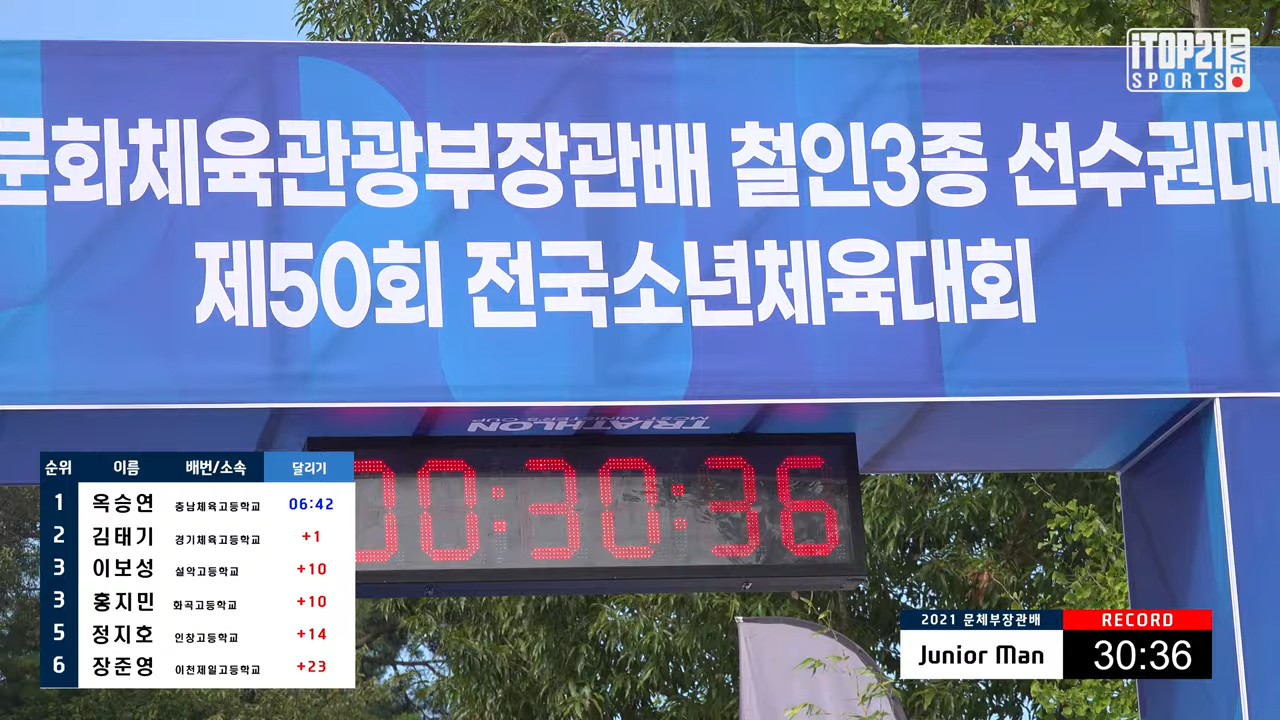 iTOP21
SPORTS
LIVE
문화체육관광부장관배 철인3종 선수권대
제50회 전국소년체육대회
TRIATHLON
MCST MINISTER'S CUP
00:30:36
순위 이름 배번/소속 달리기
1 옥승연 충남체육고등학교 06:42
2 김태기 경기체육고등학교 +1
3 이보성 설악고등학교 +10
3 홍지민 화곡고등학교 +10
5 정지호 인창고등학교 +14
6 장준영 이천제일고등학교 +23
2021 문체부장관배 RECORD
Junior Man 30:36